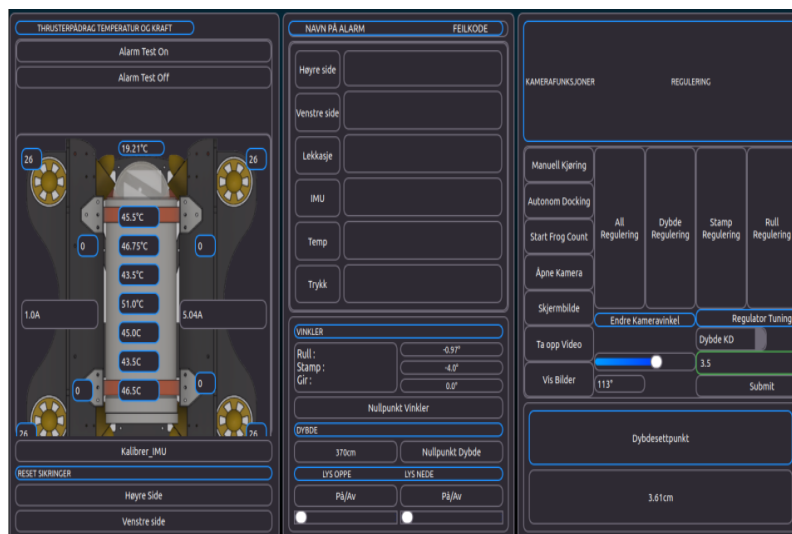 THRUSTERPÅDRAG TEMPERATUR OG KRAFT
Alarm Test On
Alarm Test Off
19.21°C
26
26
45.5°C
46.75°C
0
0
43.5°C
51.0°C
1.0A
5.04A
45.0C
43.5C
46.5C
0
0
26
26
Kalibrer_IMU
RESET SIKRINGER
Høyre Side
Venstre side
NAVN PÅ ALARM FEILKODE
Høyre side
Venstre side
Lekkasje
IMU
Temp
Trykk
VINKLER
Rull : -0.97°
Stamp : -4.0°
Gir : 0.0°
Nullpunkt Vinkler
DYBDE
370cm Nullpunkt Dybde
LYS OPPE LYS NEDE
På/Av På/Av
KAMERAFUNKSJONER REGULERING
Manuell Kjøring
Autonom Docking
Start Frog Count
Åpne Kamera
Skjermbilde
Ta opp Video
Vis Bilder
All
Regulering
Dybde
Regulering
Stamp
Regulering
Rull
Regulering
Endre Kameravinkel
113°
Regulator Tuning
Dybde KD
3.5
Submit
Dybdesettpunkt
3.61cm